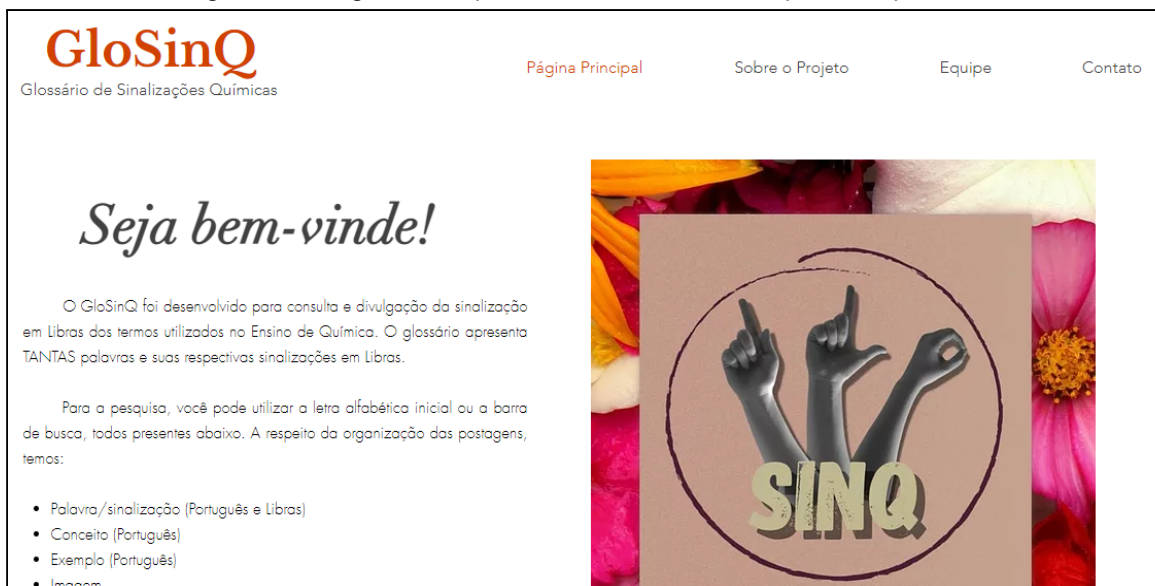 GloSinQ
Glossário de Sinalizações Químicas
Página Principal
Sobre o Projeto
Equipe
Contato
Seja bem-vinde!
O GloSinQ foi desenvolvido para consulta e divulgação da sinalização
em Libras dos termos utilizados no Ensino de Química. O glossário apresenta
TANTAS palavras e suas respectivas sinalizações em Libras.
Para a pesquisa, você pode utilizar a letra alfabética inicial ou a barra
de busca, todos presentes abaixo. A respeito da organização das postagens,
temos:
• Palavra/sinalização (Português e Libras)
• Conceito (Português)
• Exemplo (Português)
• Imagem
SINQ